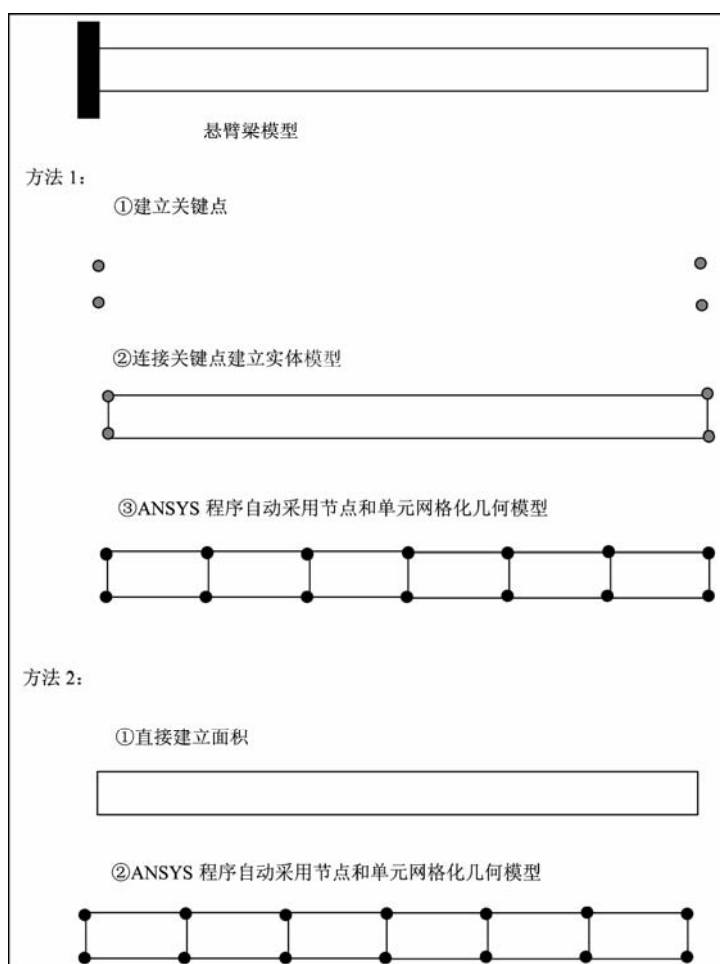 悬臂梁模型
方法 1：
①建立关键点
②连接关键点建立实体模型
③ANSYS 程序自动采用节点和单元网格化几何模型
方法 2：
①直接建立面积
②ANSYS 程序自动采用节点和单元网格化几何模型